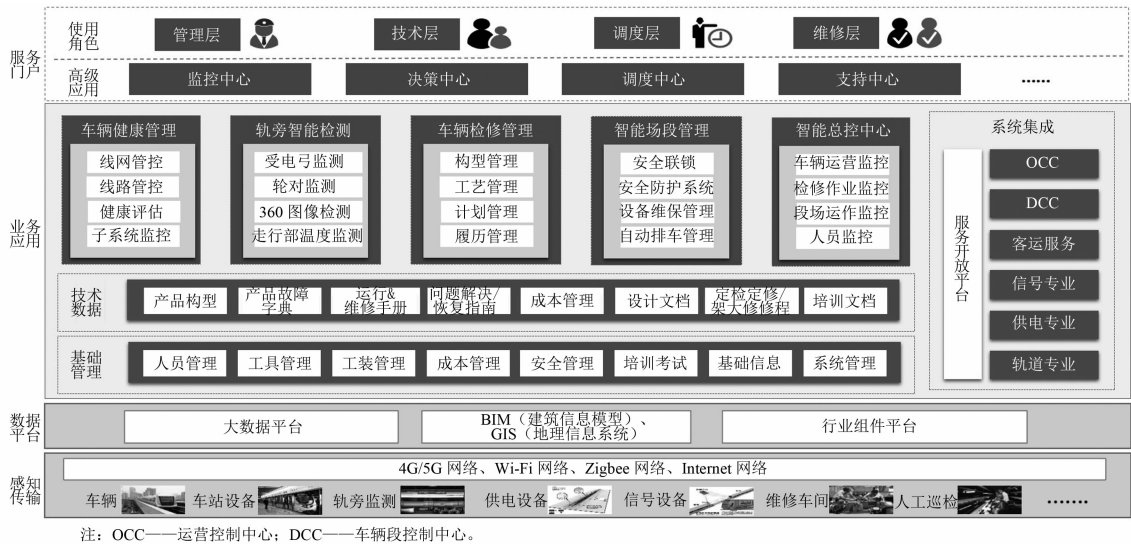 服务
门户
使用
角色
管理层
技术层
调度层
维修层
高级
应用
监控中心
决策中心
调度中心
支持中心
……
业务
应用
车辆健康管理
线网管控
线路管控
健康评估
子系统监控
轨旁智能检测
受电弓监测
轮对监测
360 图像检测
走行部温度监测
车辆检修管理
构型管理
工艺管理
计划管理
履历管理
智能场段管理
安全联锁
安全防护系统
设备维保管理
自动排车管理
智能总控中心
车辆运营监控
检修作业监控
段场运作监控
人员监控
技术
数据
产品构型
产品故障
字典
运行&
维修手册
问题解决/
恢复指南
成本管理
设计文档
定检定修/
架大修修程
培训文档
基础
管理
人员管理
工具管理
工装管理
成本管理
安全管理
培训考试
基础信息
系统管理
系统集成
服务开放平台
OCC
DCC
客运服务
信号专业
供电专业
轨道专业
数据
平台
大数据平台
BIM（建筑信息模型）、
GIS（地理信息系统）
行业组件平台
感知
传输
4G/5G 网络、Wi-Fi 网络、Zigbee 网络、Internet 网络
车辆
车站设备
轨旁监测
供电设备
信号设备
维修车间
人工巡检
…….
注：OCC——运营控制中心；DCC——车辆段控制中心。